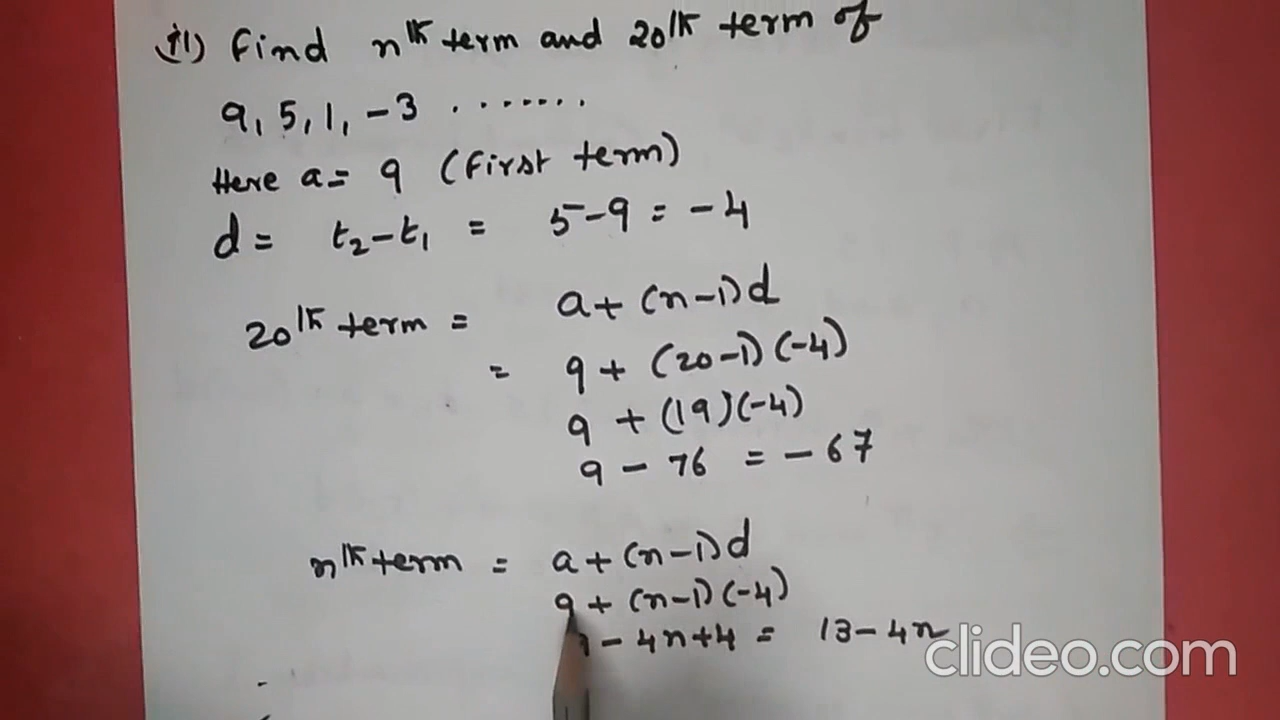 ii) Find nth term and 20th term of
9, 5, 1, -3 .......
Here a = 9 (First term)
d = t₂-t₁ = 5-9 = -4
20th term = a + (n-1)d
= 9 + (20-1)(-4)
9 + (19)(-4)
9 - 76 = -67
nth term = a + (n-1)d
9 + (n-1)(-4)
- 4n+4 = 13-4n
clideo.com